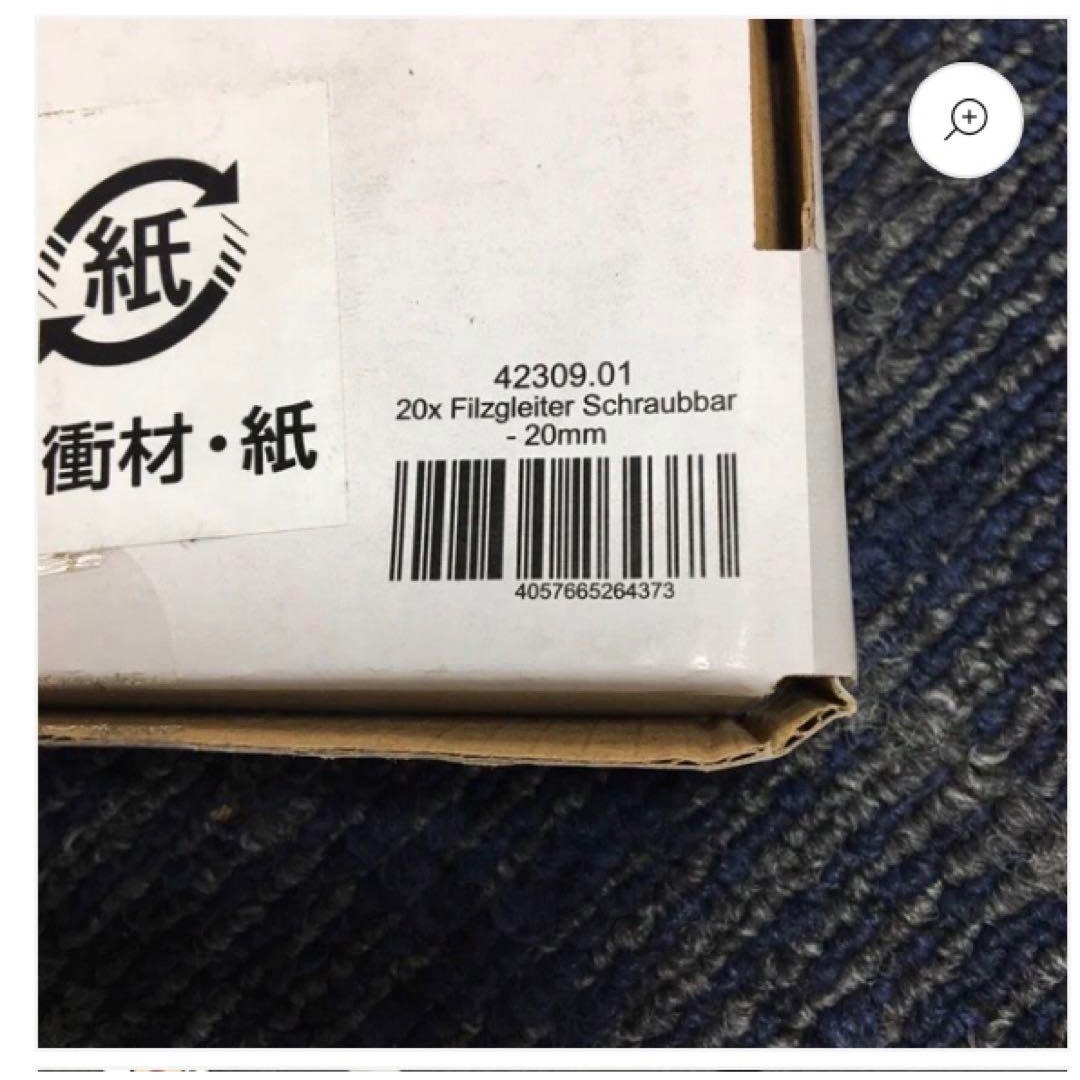 紙
衝材・紙
42309.01
20x Filzgleiter Schraubbar
- 20mm
4057665264373